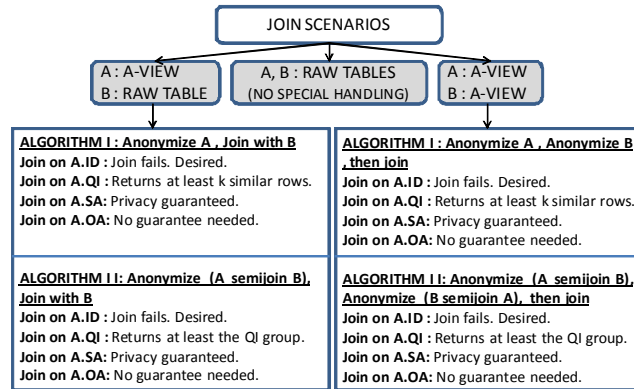 JOIN SCENARIOS
A : A-VIEW
B : RAW TABLE
A, B : RAW TABLES
(NO SPECIAL HANDLING)
A : A-VIEW
B : A-VIEW
ALGORITHM I : Anonymize A , Join with B
Join on A.ID : Join fails. Desired.
Join on A.QI : Returns at least k similar rows.
Join on A.SA: Privacy guaranteed.
Join on A.OA: No guarantee needed.
ALGORITHM I : Anonymize A , Anonymize B
, then join
Join on A.ID : Join fails. Desired.
Join on A.QI : Returns at least k similar rows.
Join on A.SA: Privacy guaranteed.
Join on A.OA: No guarantee needed.
ALGORITHM I I: Anonymize (A semijoin B),
Join with B
Join on A.ID : Join fails. Desired.
Join on A.QI : Returns at least the QI group.
Join on A.SA: Privacy guaranteed.
Join on A.OA: No guarantee needed.
ALGORITHM I I: Anonymize (A semijoin B),
Anonymize (B semijoin A), then join
Join on A.ID : Join fails. Desired.
Join on A.QI : Returns at least the QI group.
Join on A.SA: Privacy guaranteed.
Join on A.OA: No guarantee needed.